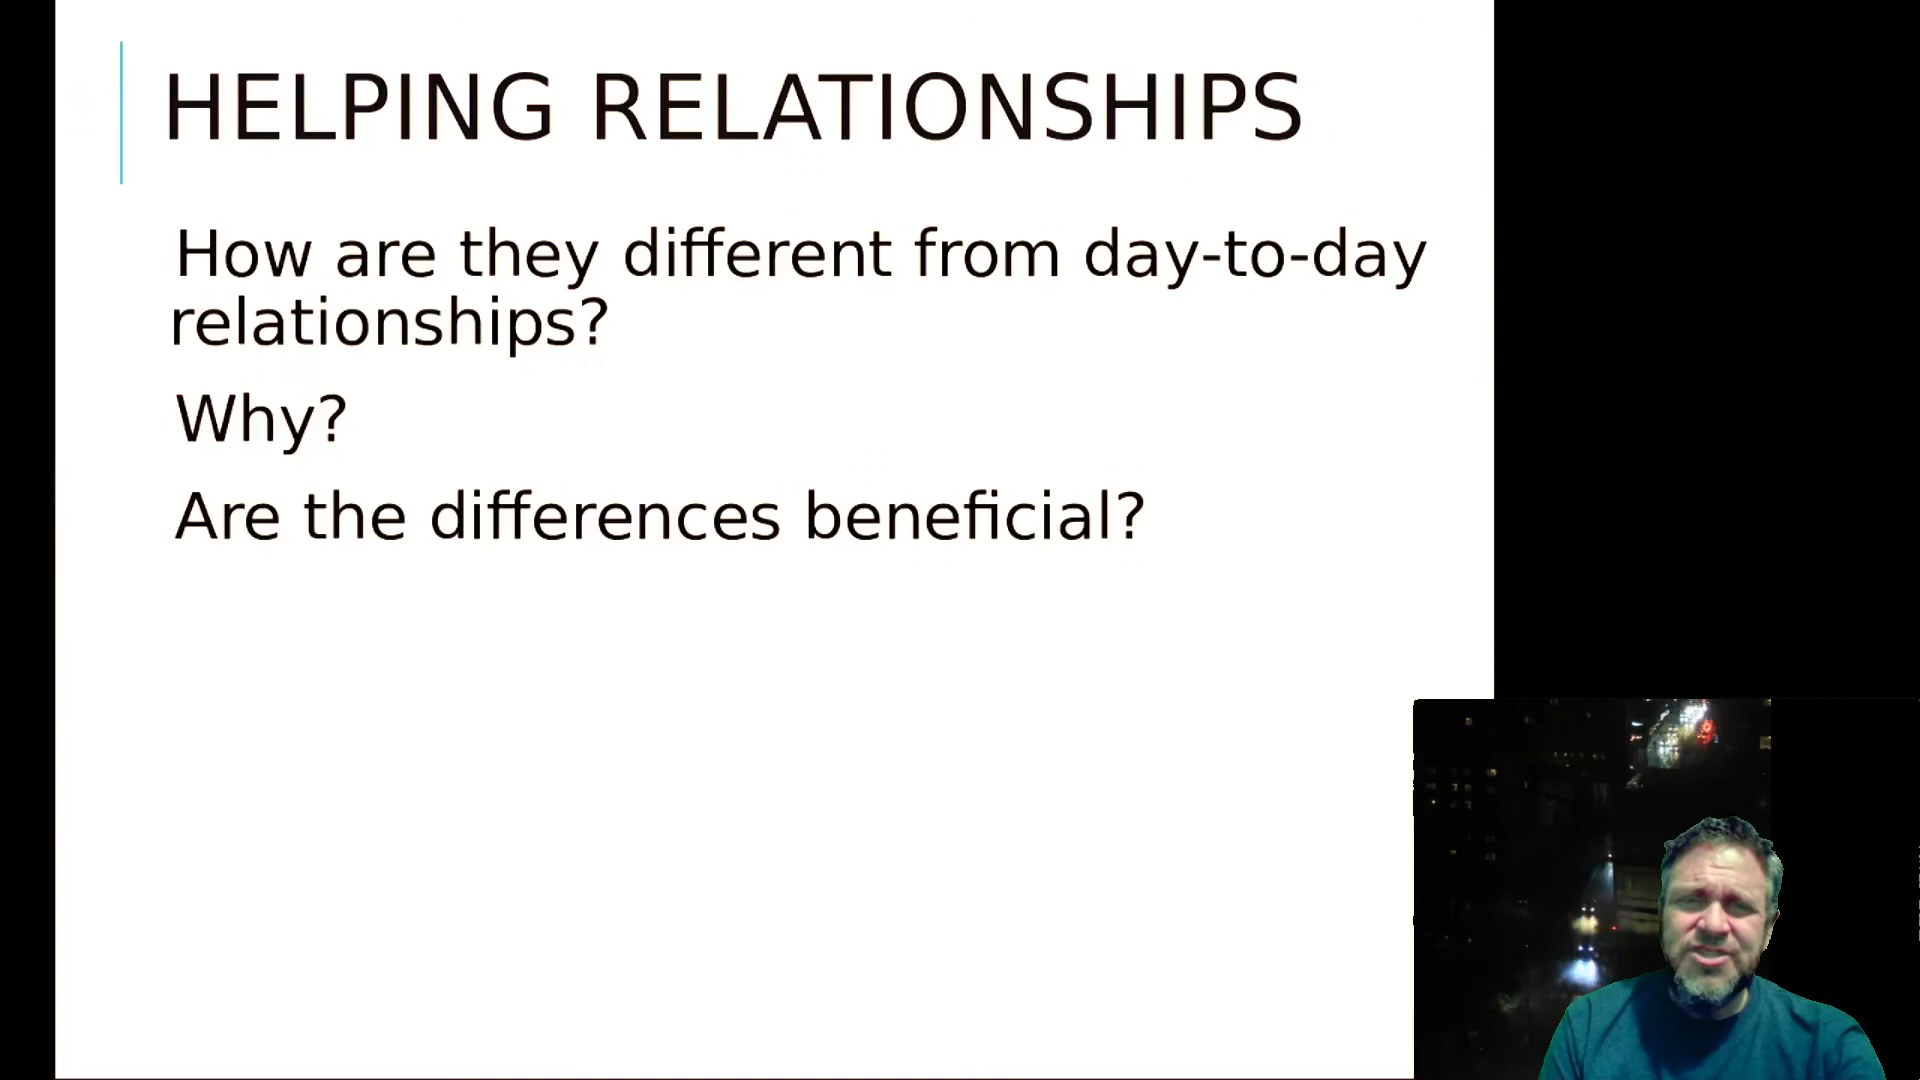 HELPING RELATIONSHIPS
How are they different from day-to-day
relationships?
Why?
Are the differences beneficial?